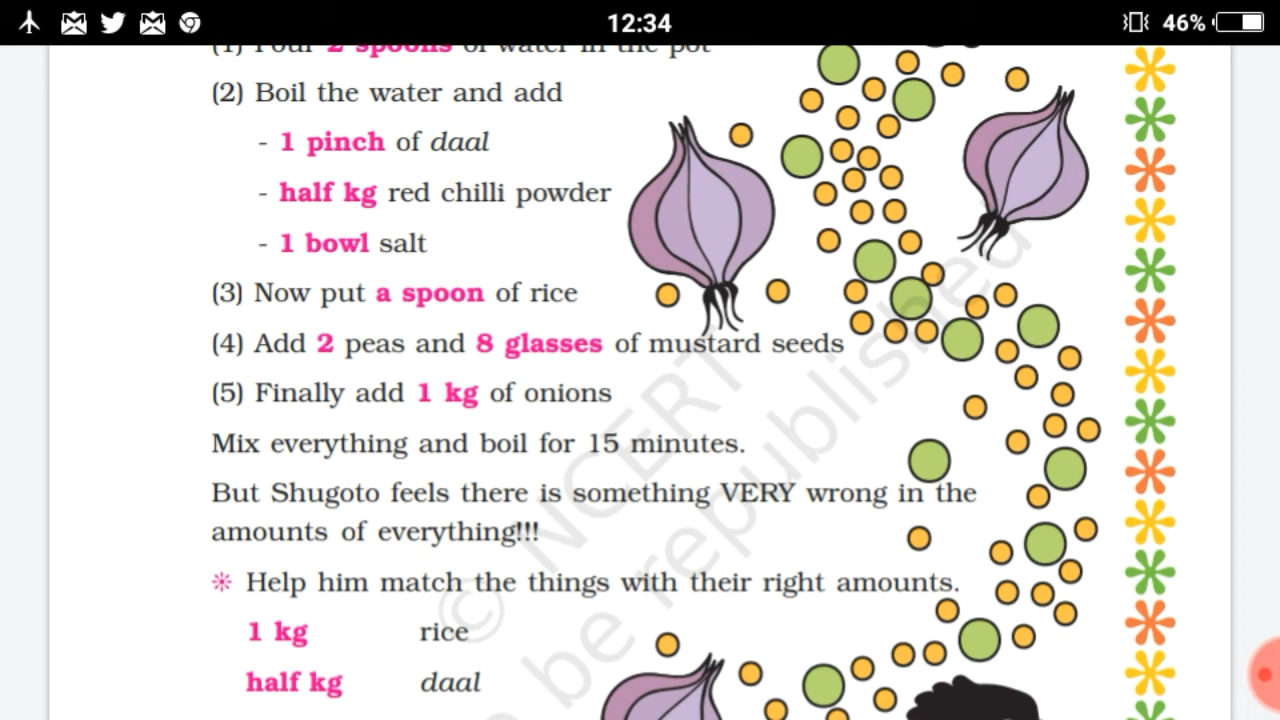 12:34 46%
(1) Pour 2 spoons of water in the pot
(2) Boil the water and add
- 1 pinch of daal
- half kg red chilli powder
- 1 bowl salt
(3) Now put a spoon of rice
(4) Add 2 peas and 8 glasses of mustard seeds
(5) Finally add 1 kg of onions
Mix everything and boil for 15 minutes.
But Shugoto feels there is something VERY wrong in the
amounts of everything!!!
Help him match the things with their right amounts.
1 kg rice
half kg daal
© NCERT
be republished